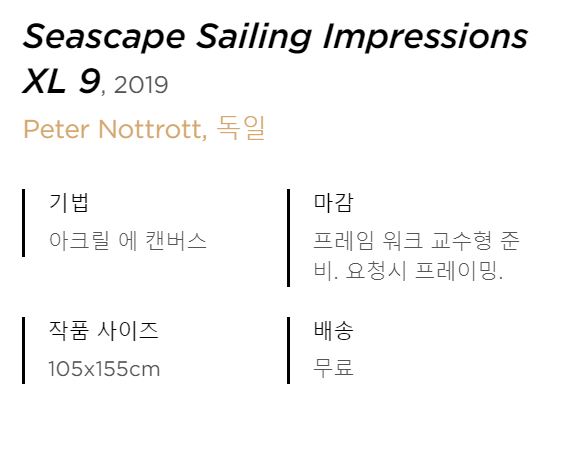 Seascape Sailing Impressions
XL 9, 2019
Peter Nottrott, 독일
기법
아크릴 에 캔버스
마감
프레임 워크 교수형 준
비. 요청시 프레이밍.
작품 사이즈
105x155cm
배송
무료